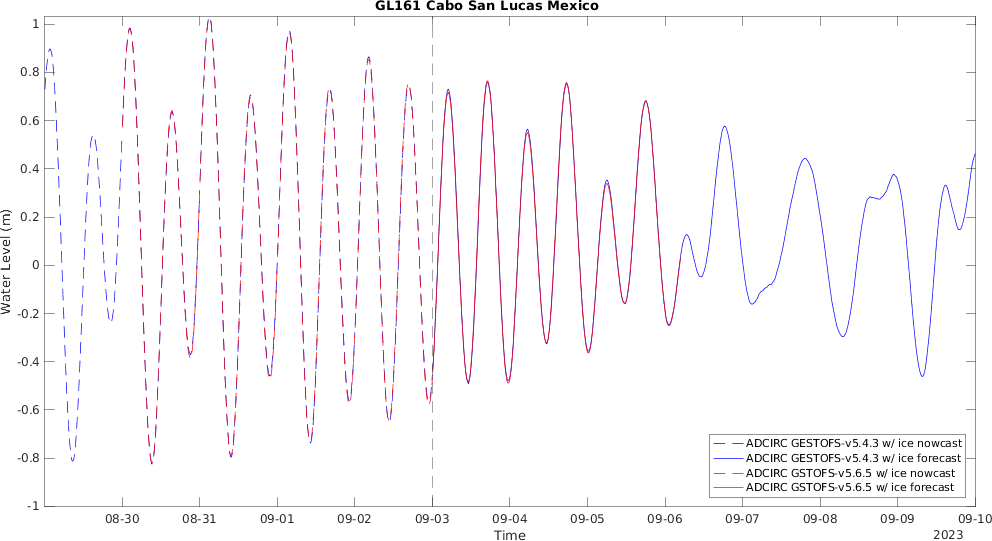 GL161 Cabo San Lucas Mexico
1
0.8
0.6
0.4
0.2
0
-0.2
-0.4
-0.6
-0.8
-1
Water Level (m)
ADCIRC GESTOFS-v5.4.3 w/ ice nowcast
ADCIRC GESTOFS-v5.4.3 w/ ice forecast
ADCIRC GSTOFS-v5.6.5 w/ ice nowcast
ADCIRC GSTOFS-v5.6.5 w/ ice forecast
08-30 08-31 09-01 09-02 09-03 09-04 09-05 09-06 09-07 09-08 09-09 09-10
Time
2023